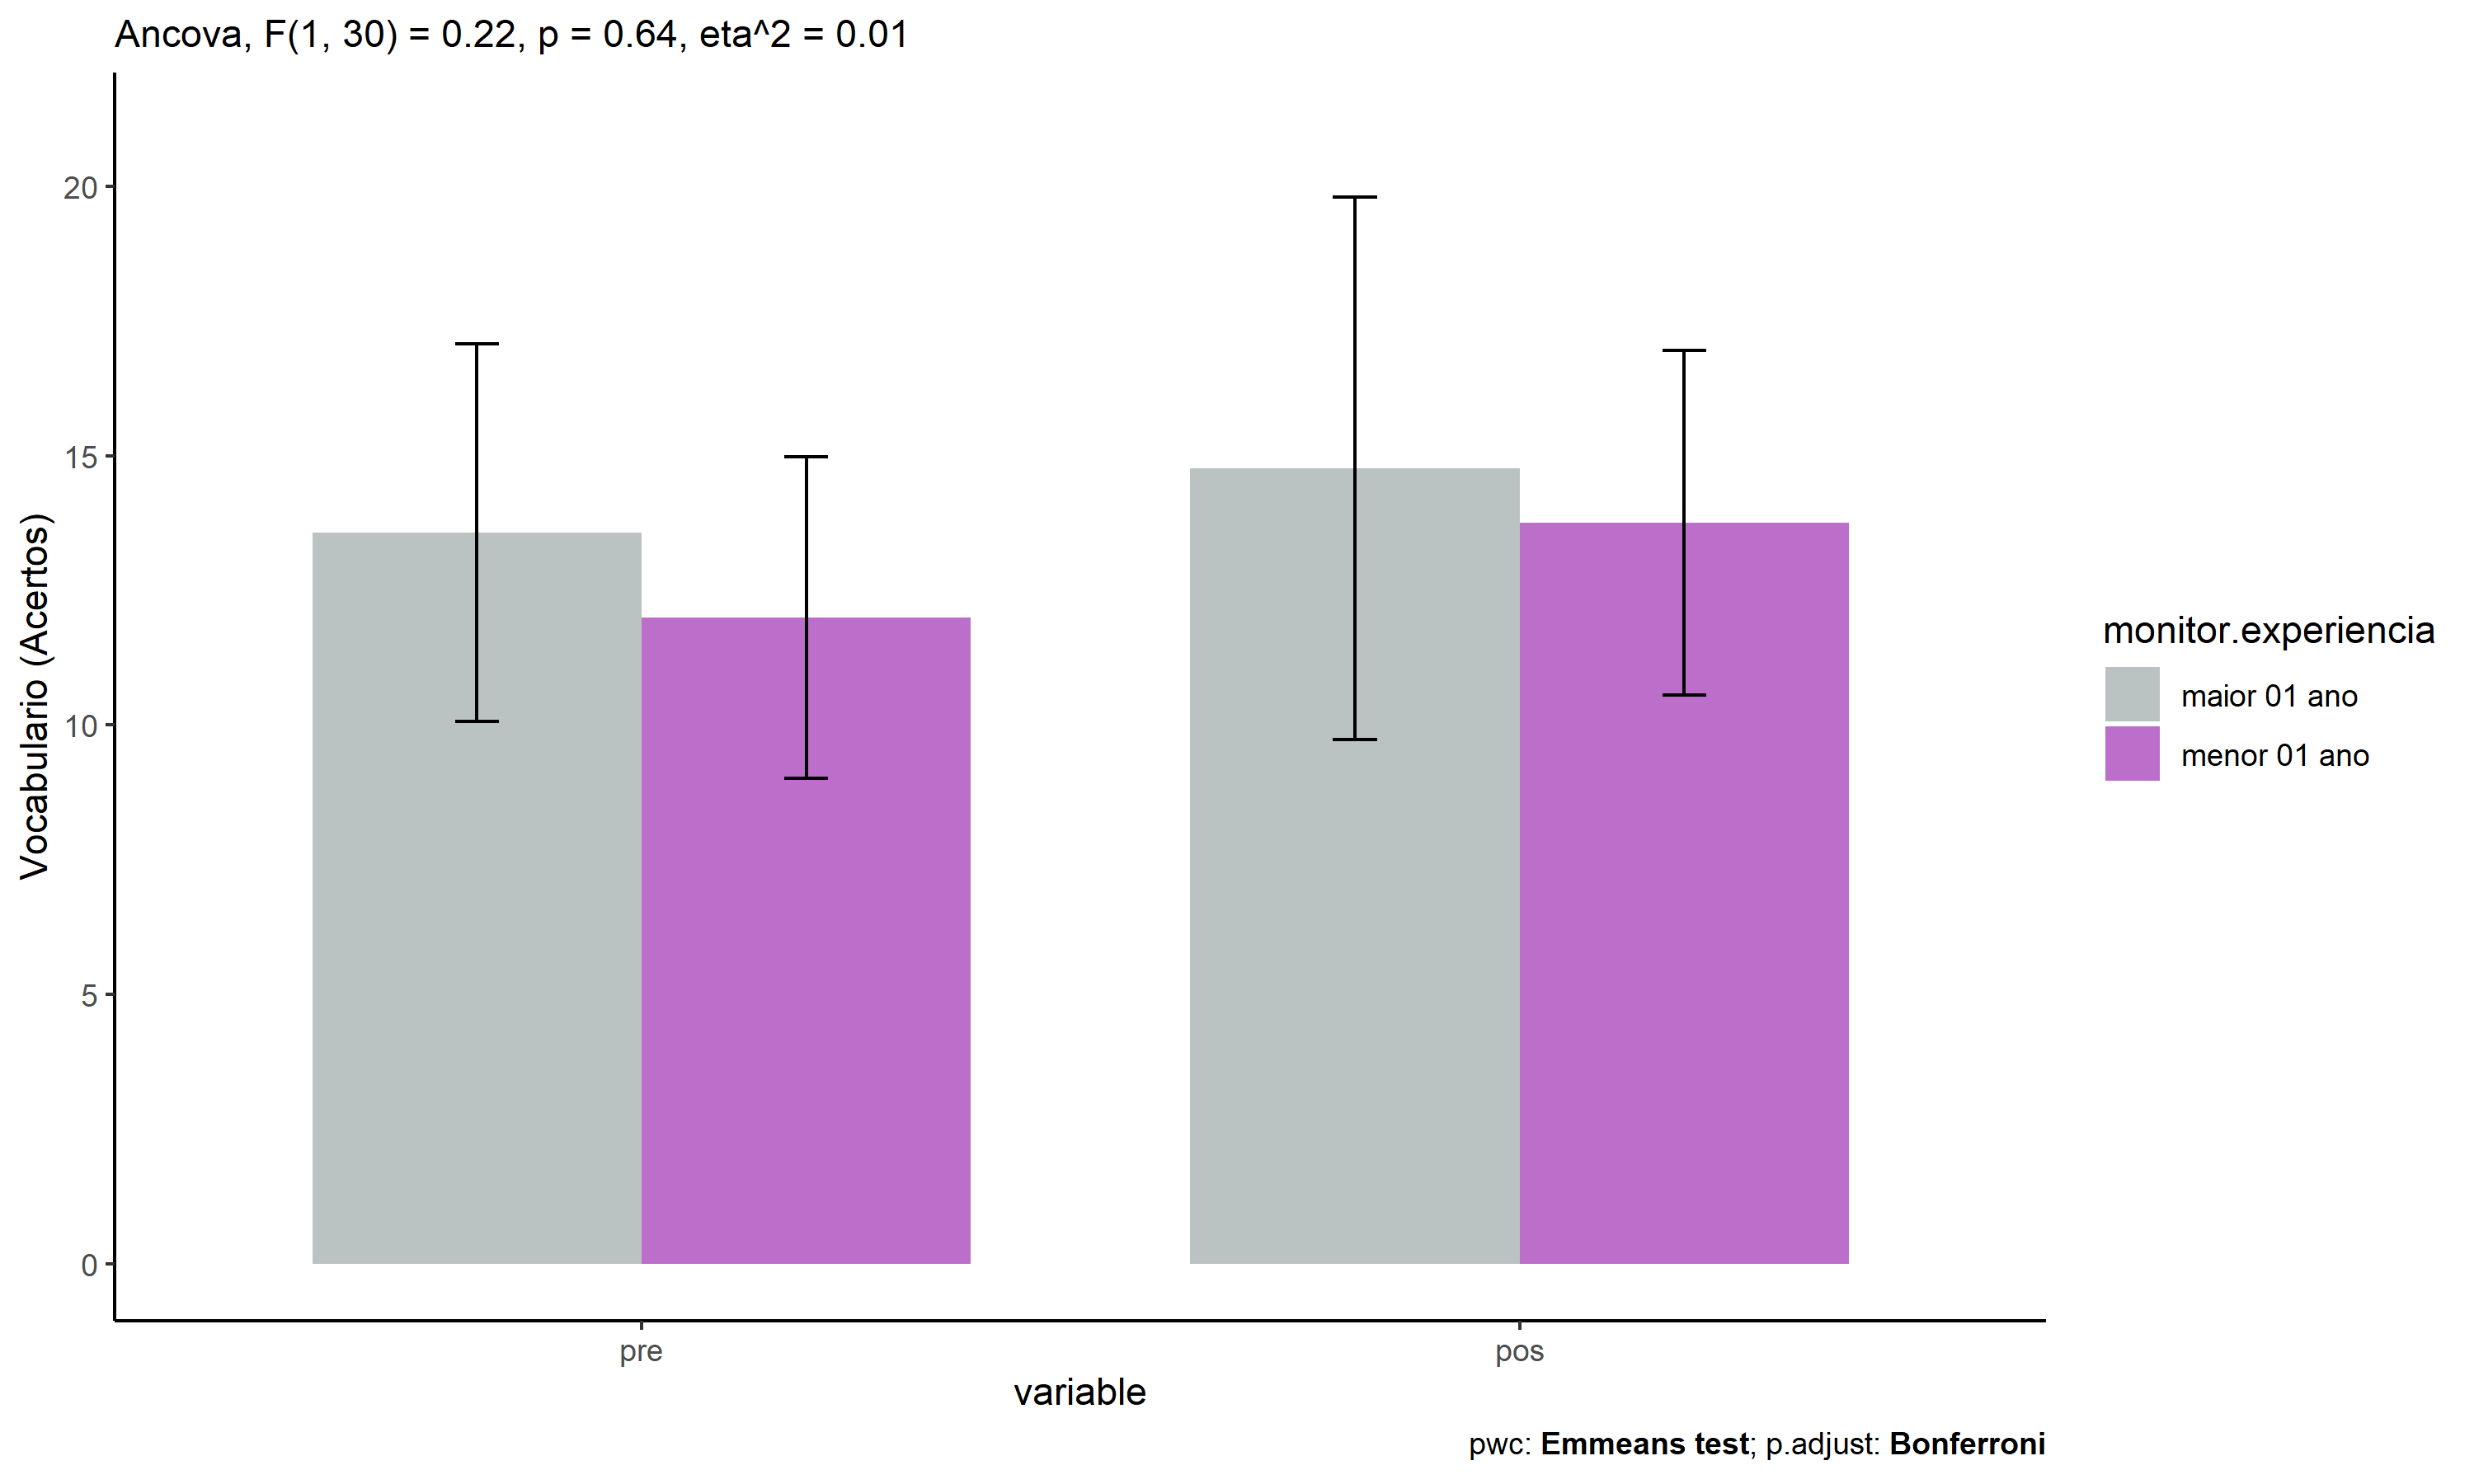 Ancova, F(1, 30) = 0.22, p = 0.64, eta^2 = 0.01
Vocabulario (Acertos)
20
15
10
5
0
pre
pos
variable
monitor.experiencia
maior 01 ano
menor 01 ano
pwc: Emmeans test; p.adjust: Bonferroni